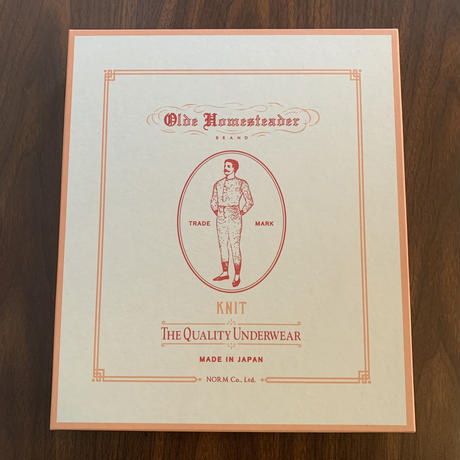 Olde Homesteader
BRAND
TRADE MARK
KNIT
THE QUALITY UNDERWEAR
MADE IN JAPAN
NORM Co., Ltd.